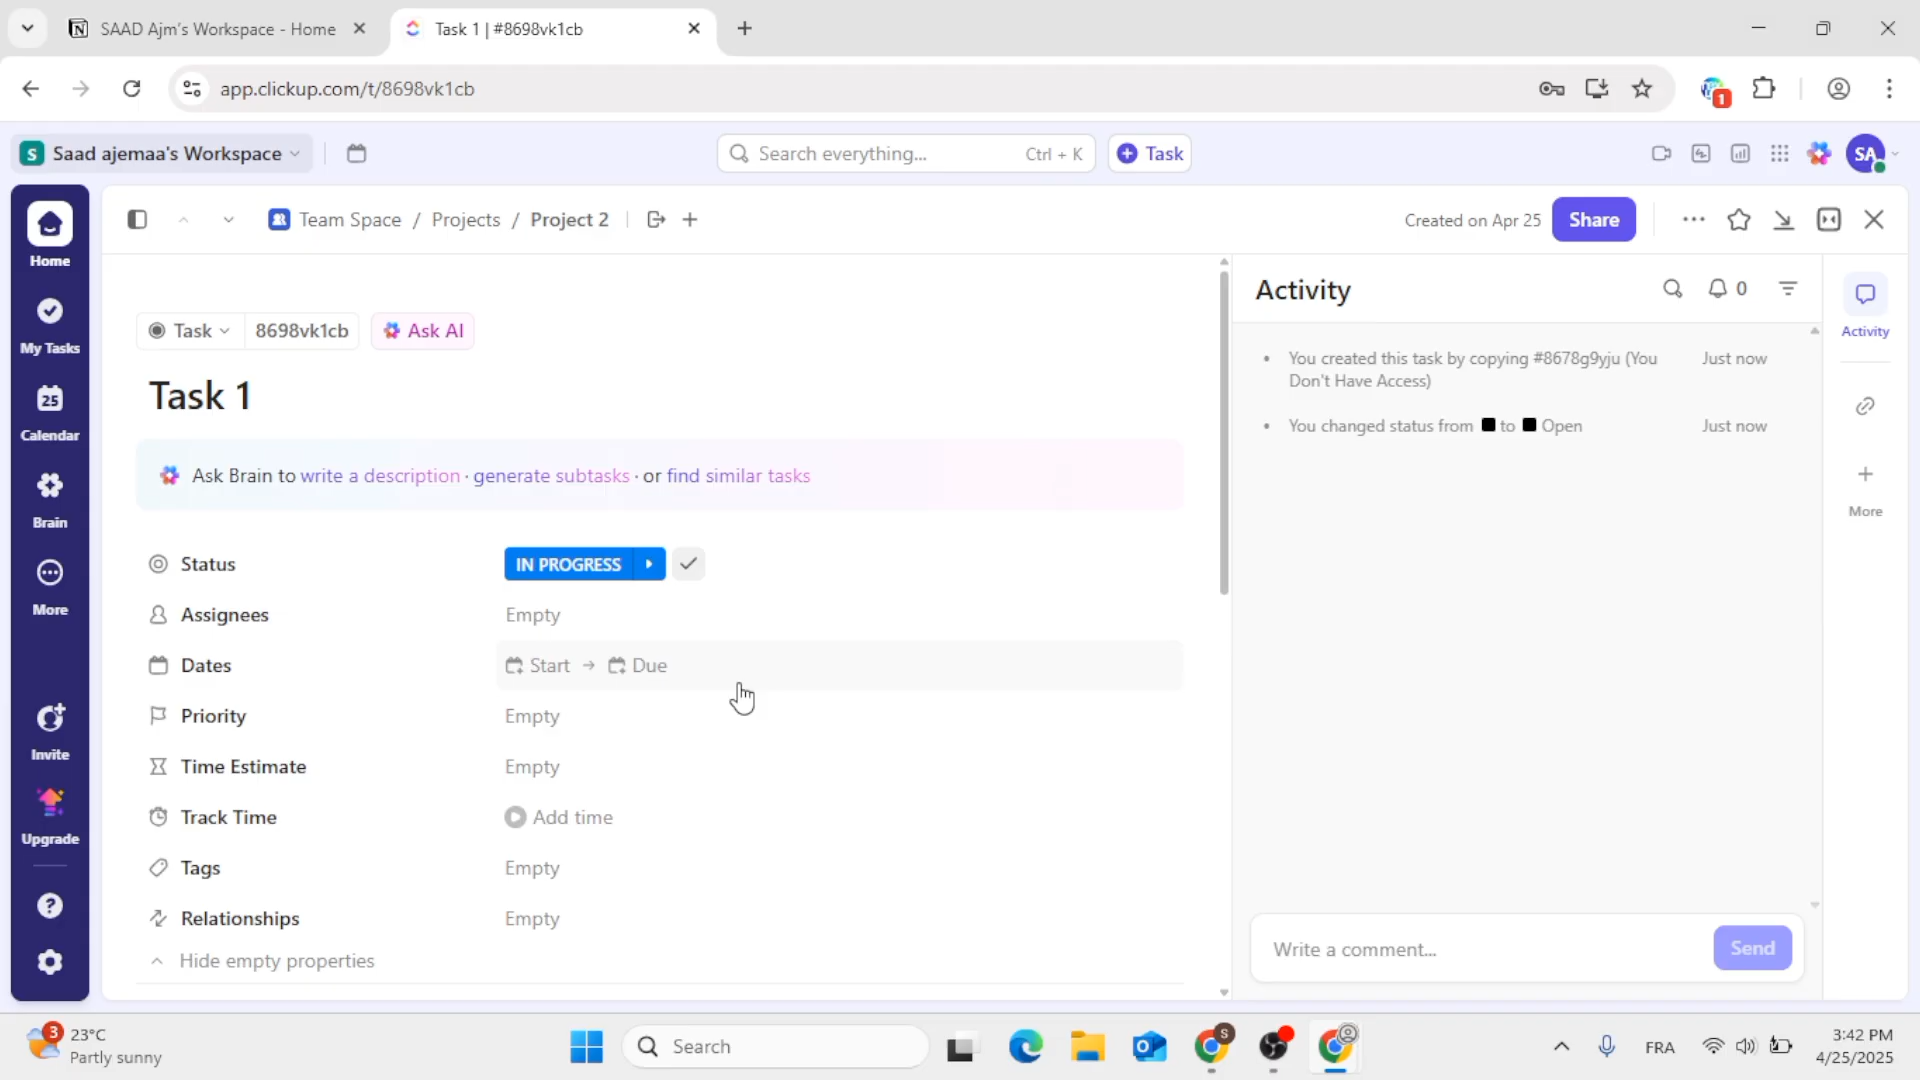 SAAD Ajm's Workspace - Home
Task 1 | #8698vk1cb
app.clickup.com/t/8698vk1cb
1
S Saad ajemaa's Workspace
Search everything... Ctrl + K
Task
SA
Home
My Tasks
25
Calendar
Brain
More
Invite
Upgrade
Team Space / Projects / Project 2
Created on Apr 25
Share
Task
8698vk1cb
Ask AI
Task 1
Ask Brain to write a description · generate subtasks · or find similar tasks
Status IN PROGRESS
Assignees Empty
Dates Start → Due
Priority Empty
Time Estimate Empty
Track Time Add time
Tags Empty
Relationships Empty
Hide empty properties
Activity
0
You created this task by copying #8678g9yju (You Don't Have Access) Just now
You changed status from to Open Just now
Write a comment...
Send
Activity
More
3
23°C
Partly sunny
Search
S
FRA
3:42 PM
4/25/2025